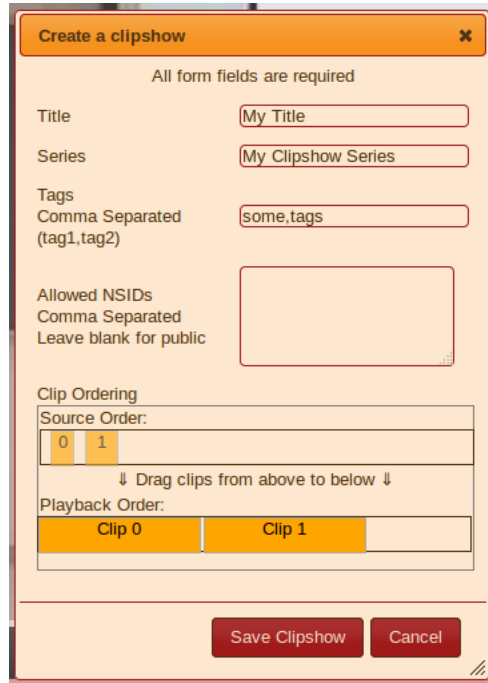 Create a clipshow ✖
All form fields are required
Title My Title
Series My Clipshow Series
Tags
Comma Separated some,tags
(tag1,tag2)
Allowed NSIDs
Comma Separated
Leave blank for public
Clip Ordering
Source Order:
0 1
⇓ Drag clips from above to below ⇓
Playback Order:
Clip 0 Clip 1
Save Clipshow Cancel